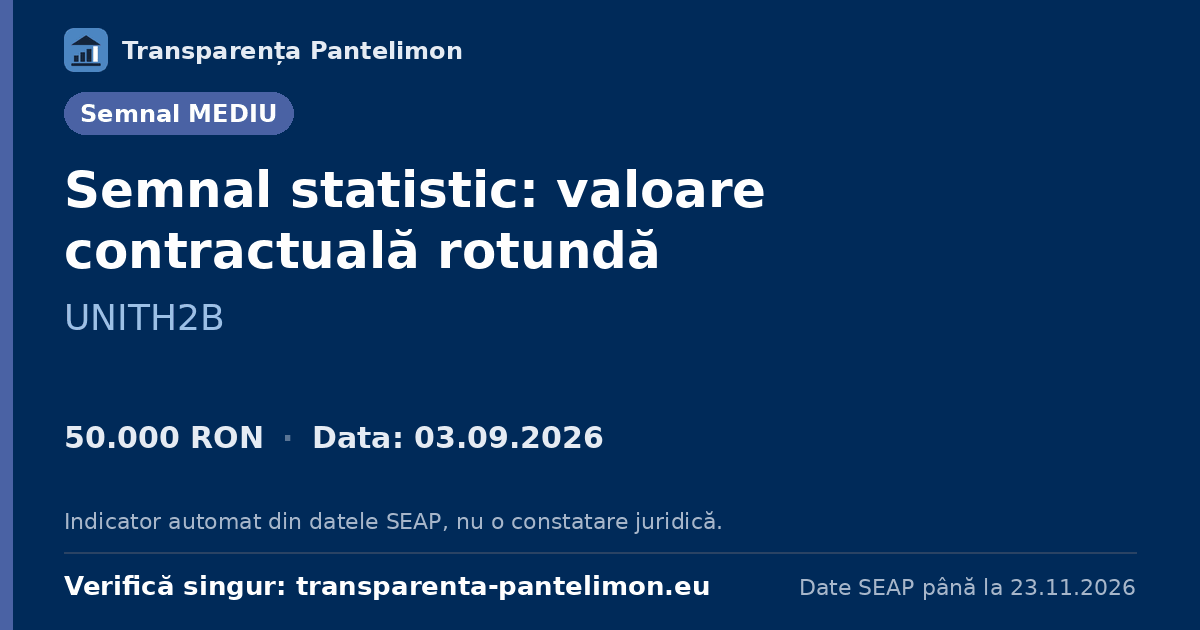 Transparența Pantelimon
Semnal MEDIU
Semnal statistic: valoare
contractuală rotundă
UNITH2B
50.000 RON · Data: 03.09.2026
Indicator automat din datele SEAP, nu o constatare juridică.
Verifică singur: transparenta-pantelimon.eu
Date SEAP până la 23.11.2026